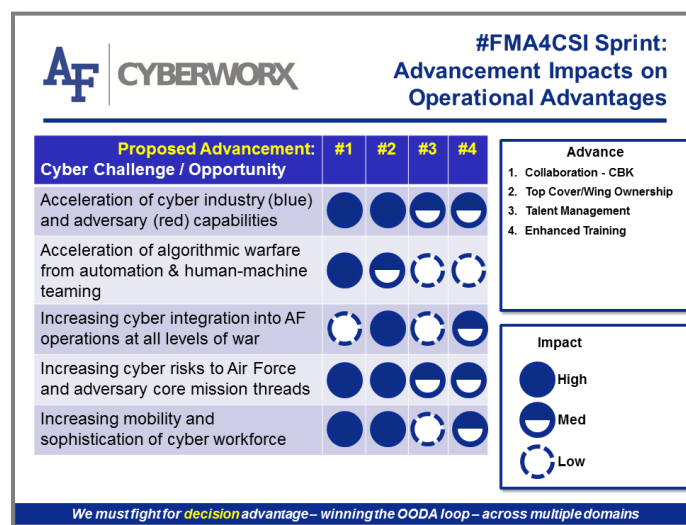 AF CYBERWORX
#FMA4CSI Sprint:
Advancement Impacts on
Operational Advantages
Proposed Advancement: #1 #2 #3 #4
Cyber Challenge / Opportunity
Acceleration of cyber industry (blue)
and adversary (red) capabilities
Acceleration of algorithmic warfare
from automation & human-machine
teaming
Increasing cyber integration into AF
operations at all levels of war
Increasing cyber risks to Air Force
and adversary core mission threads
Increasing mobility and
sophistication of cyber workforce
Advance
1. Collaboration - CBK
2. Top Cover/Wing Ownership
3. Talent Management
4. Enhanced Training
Impact
High
Med
Low
We must fight for decision advantage – winning the OODA loop – across multiple domains